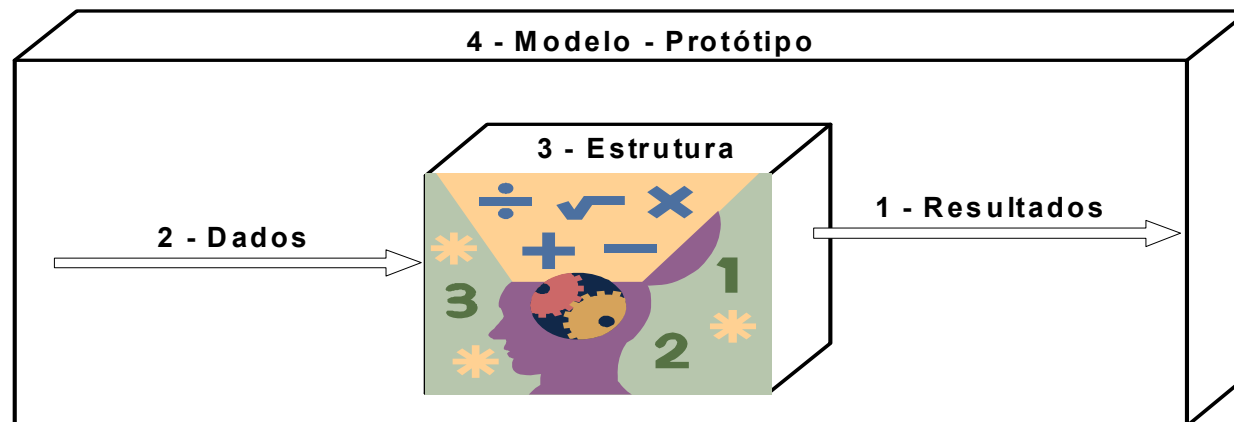 4 - Modelo - Protótipo
3 - Estrutura
÷ √ ×
1 - Resultados
2 - Dados
+ −
1
3
2